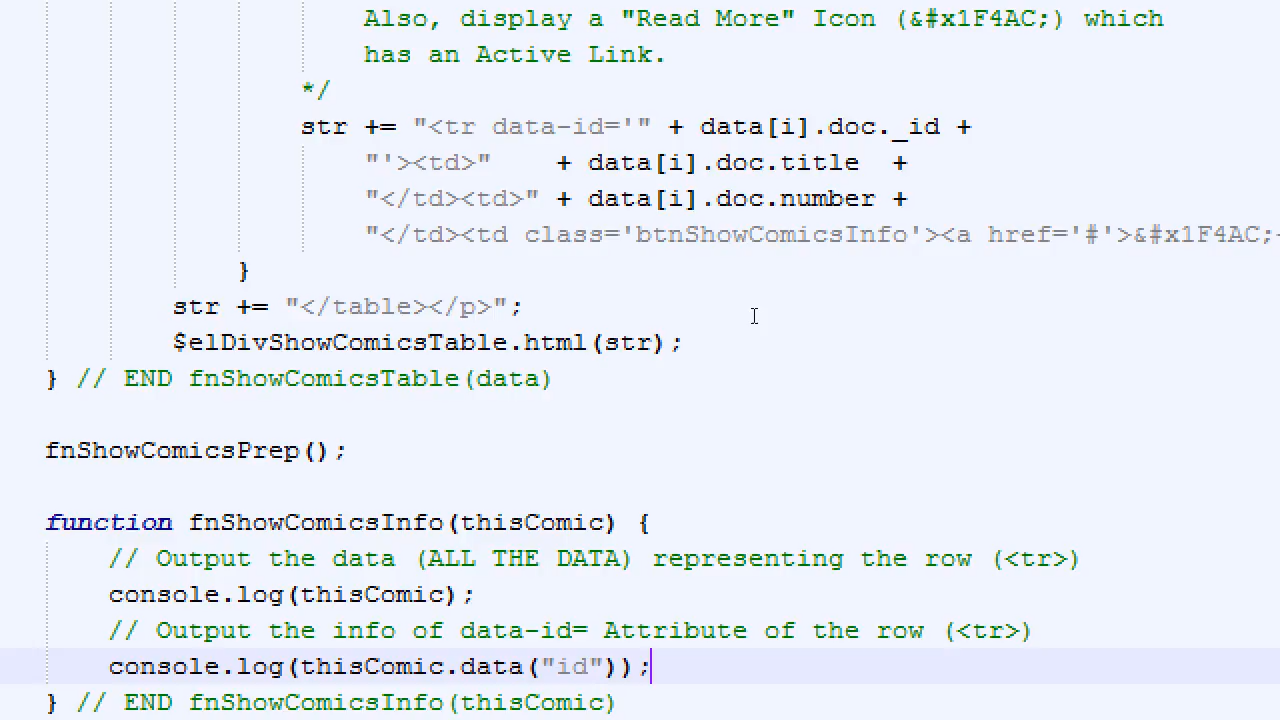 Also, display a "Read More" Icon (&#x1F4AC;) which
has an Active Link.
*/
str += "<tr data-id='" + data[i].doc._id +
"'><td>" + data[i].doc.title +
"</td><td>" + data[i].doc.number +
"</td><td class='btnShowComicsInfo'><a href='#'>&#x1F4AC;
}
str += "</table></p>";
$elDivShowComicsTable.html(str);
} // END fnShowComicsTable(data)
fnShowComicsPrep();
function fnShowComicsInfo(thisComic) {
// Output the data (ALL THE DATA) representing the row (<tr>)
console.log(thisComic);
// Output the info of data-id= Attribute of the row (<tr>)
console.log(thisComic.data("id"));
} // END fnShowComicsInfo(thisComic)